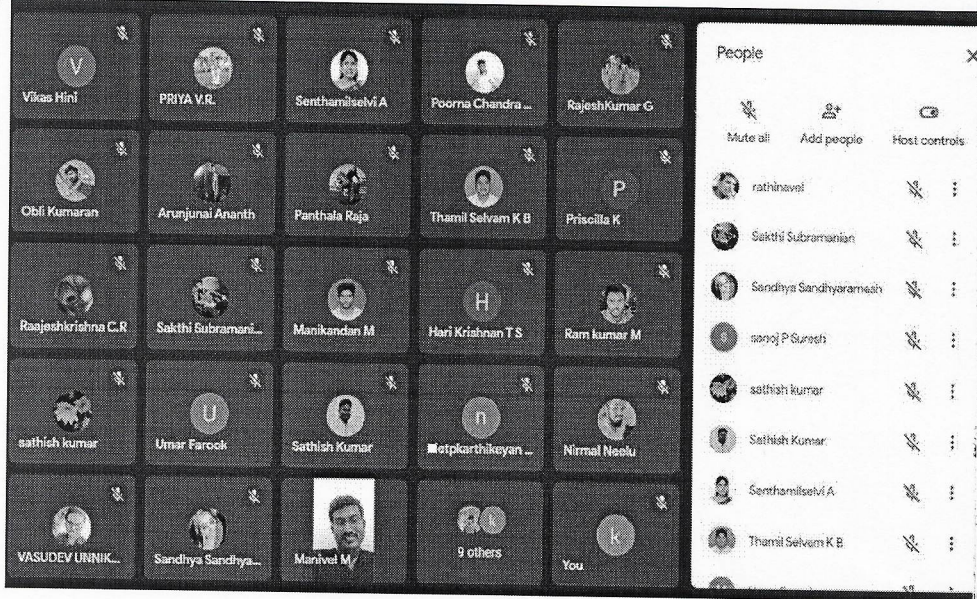 V
Vikas Hini
PRIYA V.R.
Senthamilselvi A
Poorna Chandra ...
RajeshKumar G
Obli Kumaran
Arunjunai Ananth
Panthala Raja
Thamil Selvam K B
P
Priscilla K
Raajeshkrishna C.R
Sakthi Subramani...
Manikandan M
H
Hari Krishnan T S
Ram kumar M
sathish kumar
U
Umar Farook
Sathish Kumar
n
Nirmal Neelu
VASUDEV UNNIK...
Sandhya Sandhya...
Manivel M
k
9 others
k
You
People
Mute all
Add people
Host controls
rathinavel
Sakthi Subramanian
Sandhya Sandhyaramesh
s
sanoj P Suresh
sathish kumar
Sathish Kumar
Senthamilselvi A
Thamil Selvam K B